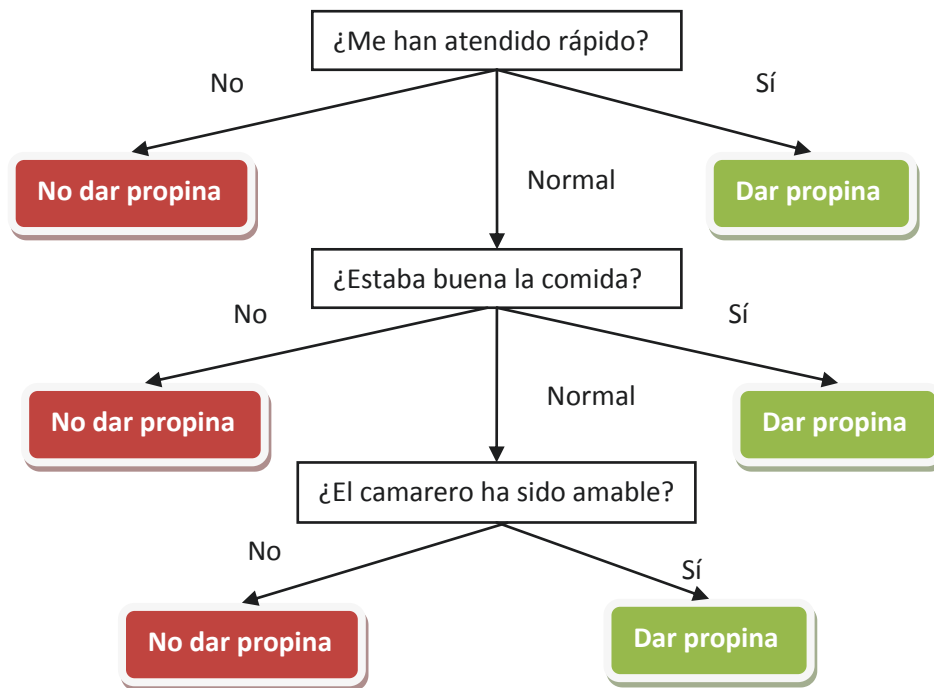 ¿Me han atendido rápido?
No
Sí
No dar propina
Normal
Dar propina
¿Estaba buena la comida?
No
Sí
Normal
No dar propina
Dar propina
¿El camarero ha sido amable?
No
Sí
No dar propina
Dar propina